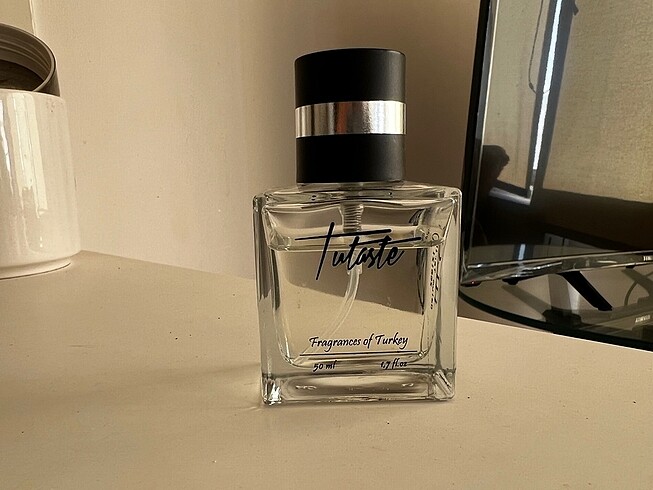 Tutaste
Fragrances of Turkey
50 ml
1,7 fl.oz